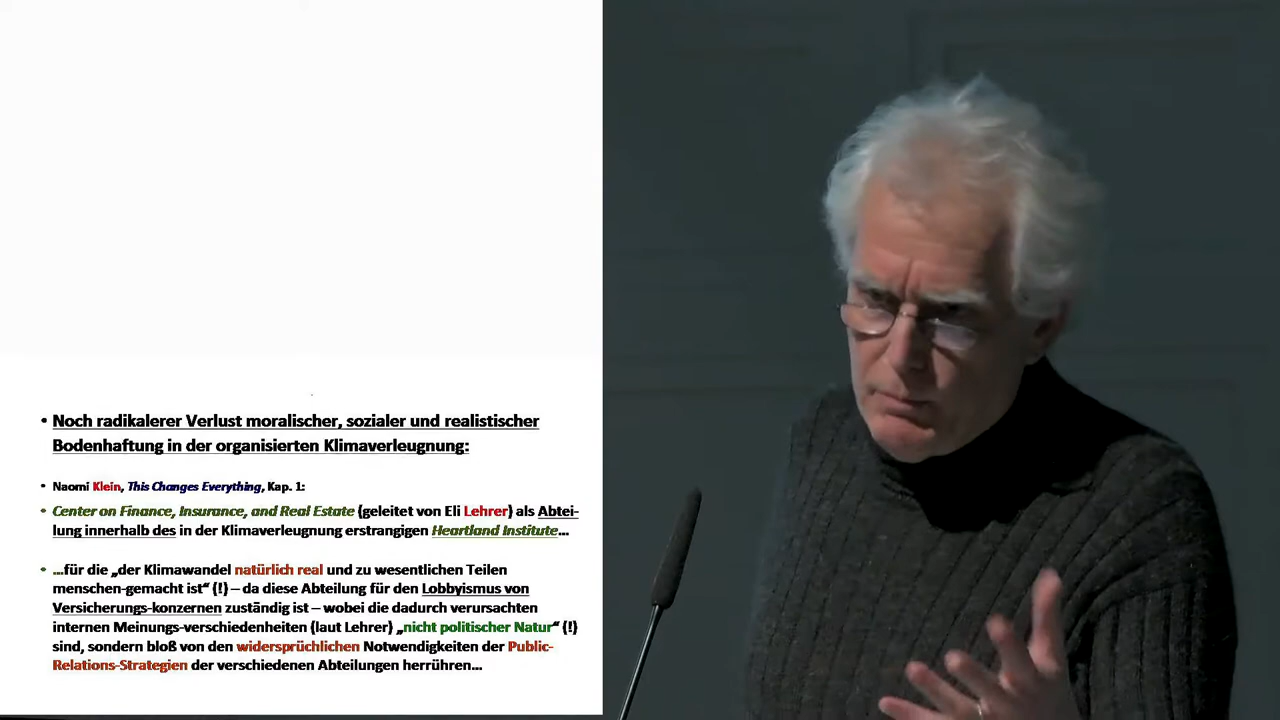 • Noch radikalerer Verlust moralischer, sozialer und realistischer
Bodenhaftung in der organisierten Klimaverleugnung:
• Naomi Klein, This Changes Everything, Kap. 1:
• Center on Finance, Insurance, and Real Estate (geleitet von Eli Lehrer) als Abtei-
lung innerhalb des in der Klimaverleugnung erstrangigen Heartland Institute...
• ...für die „der Klimawandel natürlich real und zu wesentlichen Teilen
menschen-gemacht ist“ (!) – da diese Abteilung für den Lobbyismus von
Versicherungs-konzernen zuständig ist – wobei die dadurch verursachten
internen Meinungs-verschiedenheiten (laut Lehrer) „nicht politischer Natur“ (!)
sind, sondern bloß von den widersprüchlichen Notwendigkeiten der Public-
Relations-Strategien der verschiedenen Abteilungen herrühren...